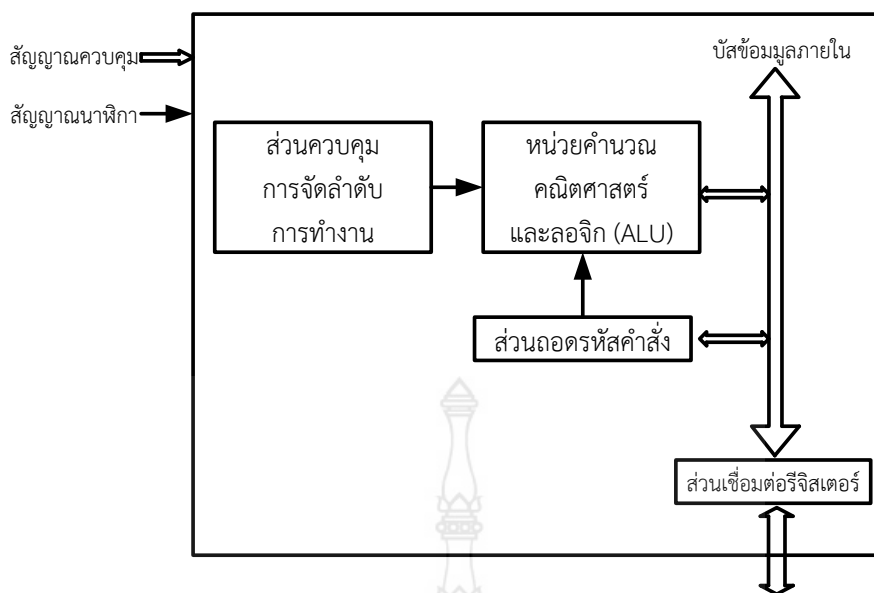 บัสข้อมมูลภายใน
สัญญาณควบคุม
สัญญาณนาฬิกา
ส่วนควบคุม
การจัดลำดับ
การทำงาน
หน่วยคำนวณ
คณิตศาสตร์
และลอจิก (ALU)
ส่วนถอดรหัสคำสั่ง
ส่วนเชื่อมต่อรีจิสเตอร์